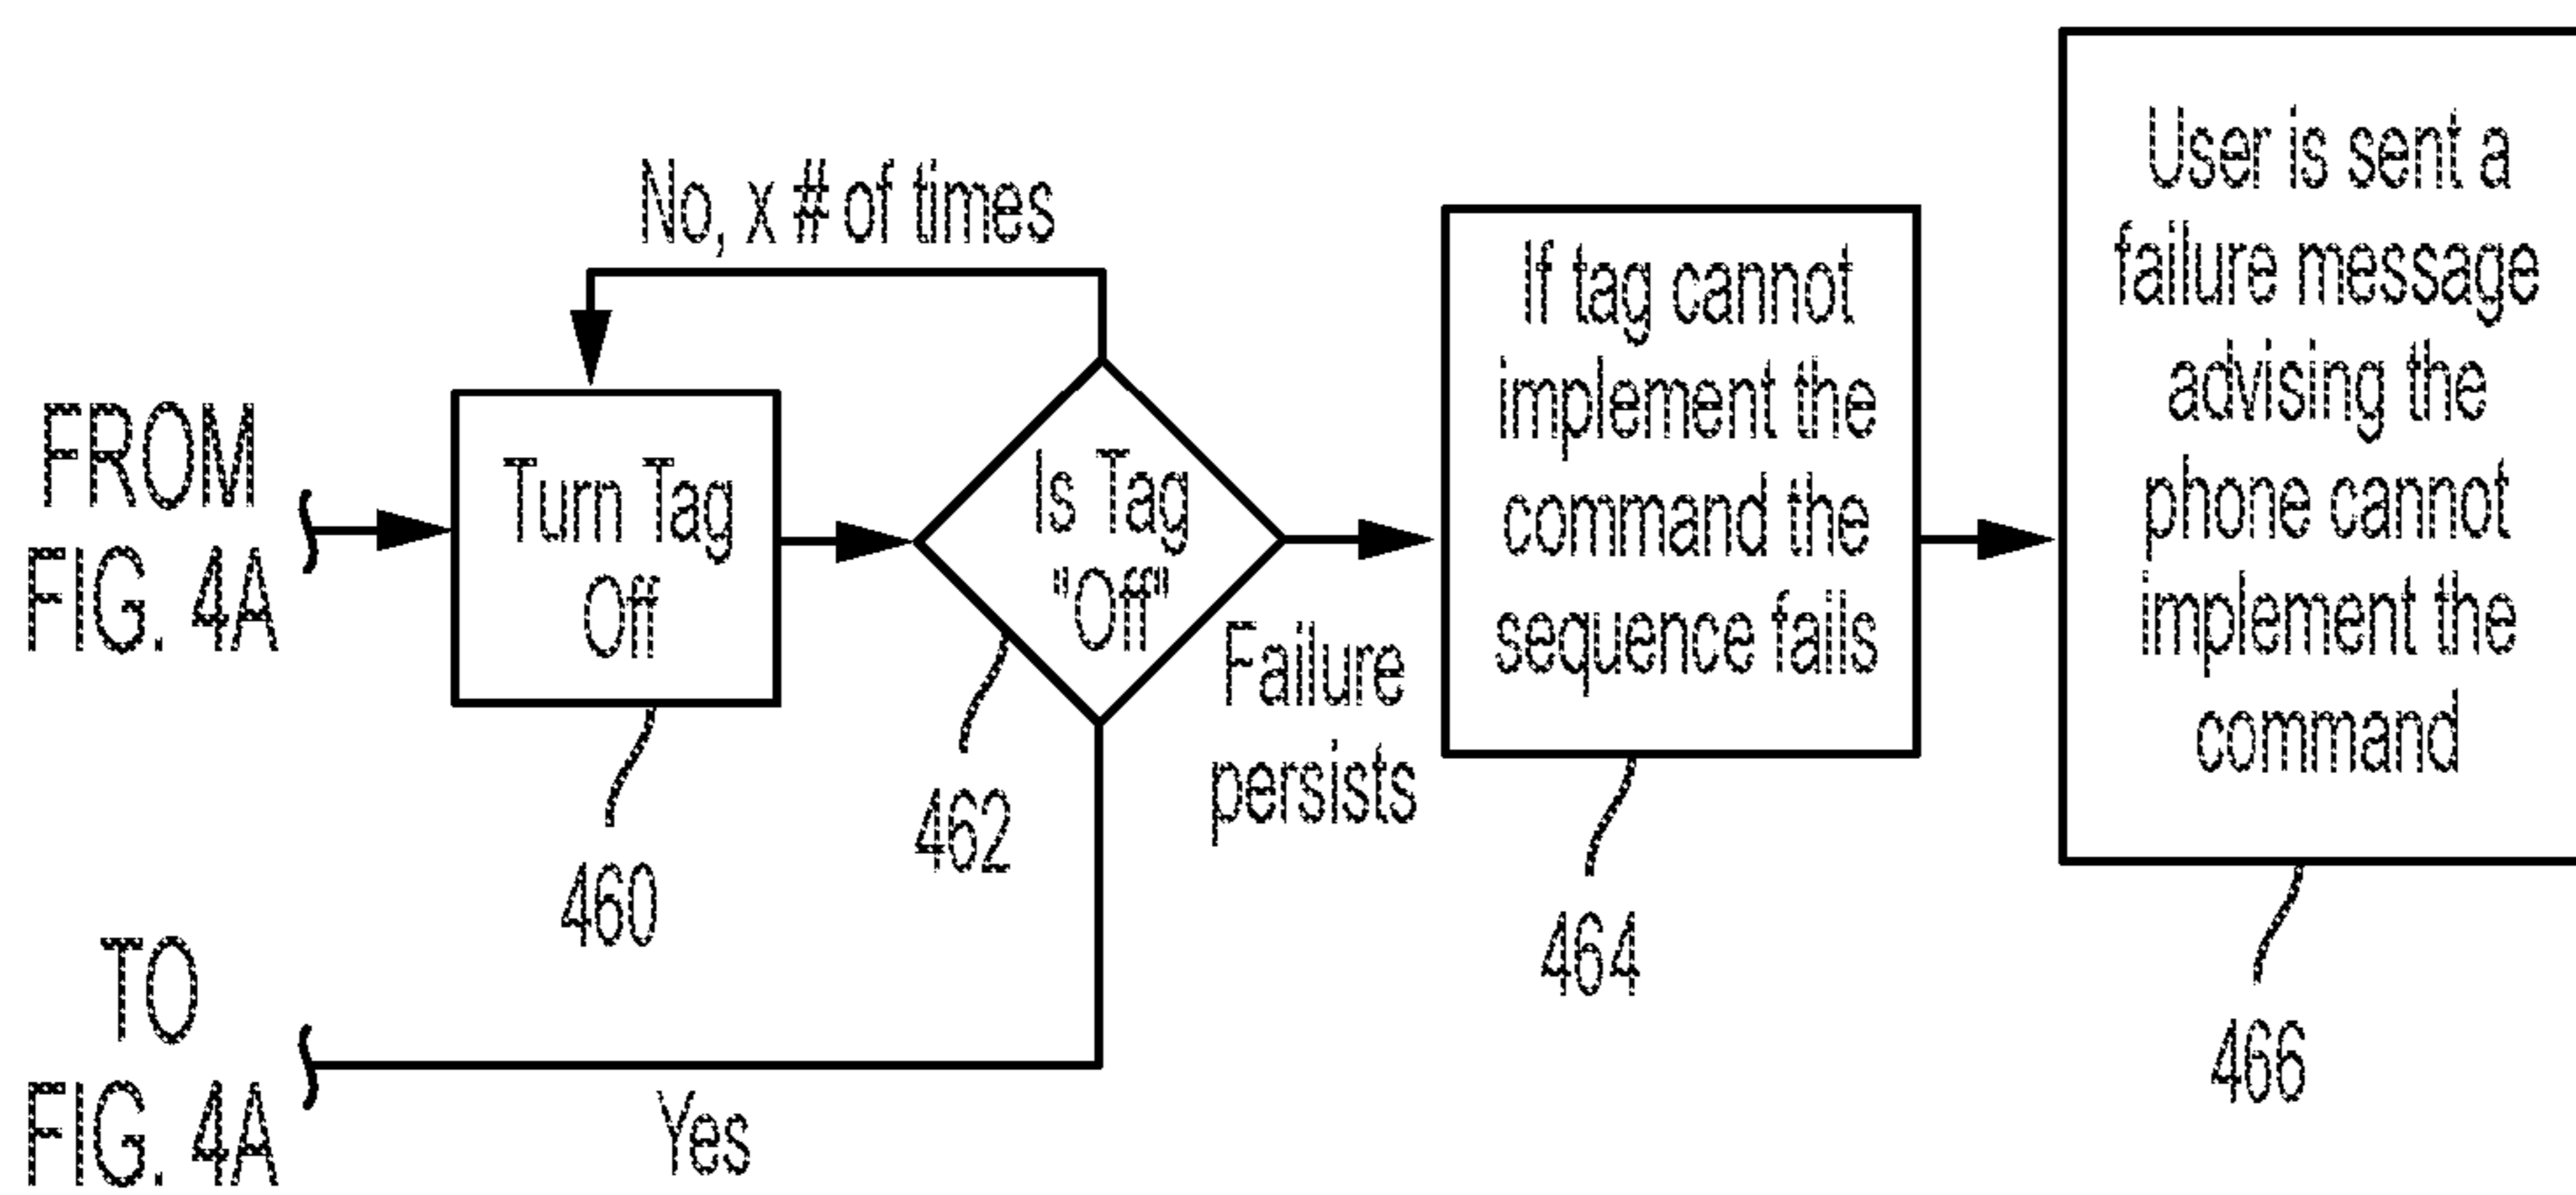 No, x # of times
FROM
FIG. 4A
Turn Tag
Off
Is Tag
"Off"
Failure
persists
If tag cannot
implement the
command the
sequence fails
User is sent a
failure message
advising the
phone cannot
implement the
command
460
462
464
466
TO
FIG. 4A
Yes